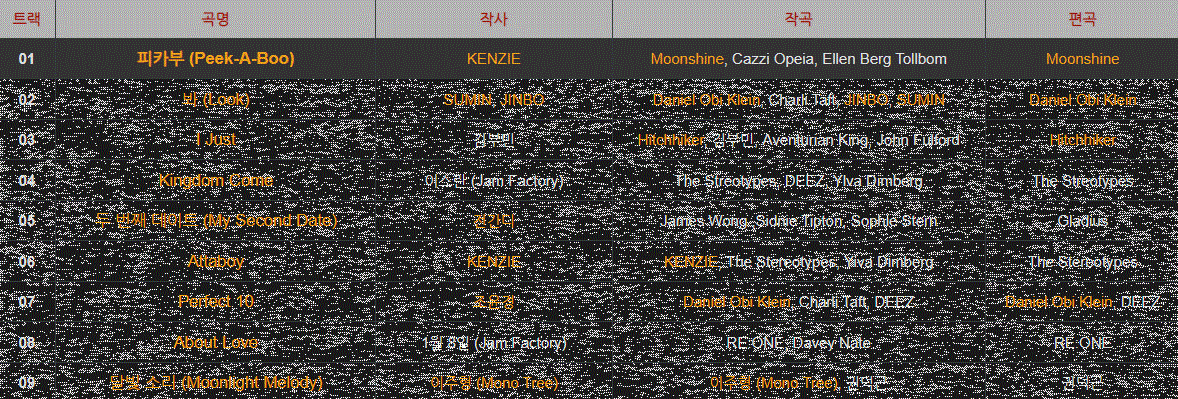 트랙 곡명 작사 작곡 편곡
01 피카부 (Peek-A-Boo) KENZIE Moonshine, Cazzi Opeia, Ellen Berg Tollbom Moonshine
02 봐 (Look) SUMIN, JINBO Daniel Obi Klein, Charli Taft, JINBO, SUMIN Daniel Obi Klein
03 I Just 김부민 Hitchhiker, 김부민, Aventurian King, John Fulford Hitchhiker
04 Kingdom Come 이스란 (Jam Factory) The Streotypes, DEEZ, Ylva Dimberg The Streotypes
05 두 번째 데이트 (My Second Date) James Wong, Sidnie Tipton, Sophie Stern Gladius
06 Attaboy KENZIE KENZIE, The Stereotypes, Ylva Dimberg The Stereotypes
07 Perfect 10 조윤경 Daniel Obi Klein, Charli Taft, DEEZ Daniel Obi Klein, DEEZ
08 About Love 1월 8일 (Jam Factory) RE:ONE, Davey Nate RE:ONE
09 달빛 소리 (Moonlight Melody) 이주형 (Mono Tree) 이주형 (Mono Tree), 권덕근 권덕근